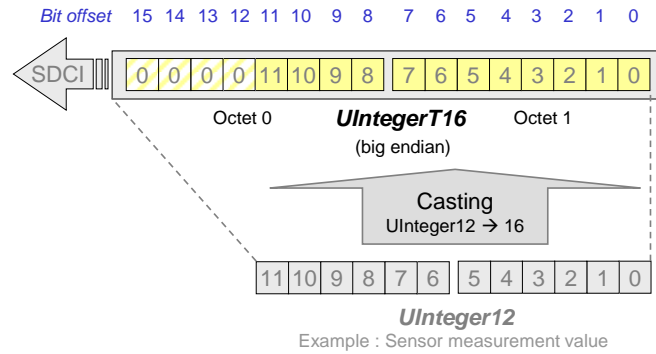 Bit offset 15 14 13 12 11 10 9 8 7 6 5 4 3 2 1 0
SDCI 0 0 0 0 11 10 9 8 7 6 5 4 3 2 1 0
Octet 0 UIntegerT16 Octet 1
(big endian)
Casting
UInteger12 → 16
11 10 9 8 7 6 5 4 3 2 1 0
UInteger12
Example : Sensor measurement value